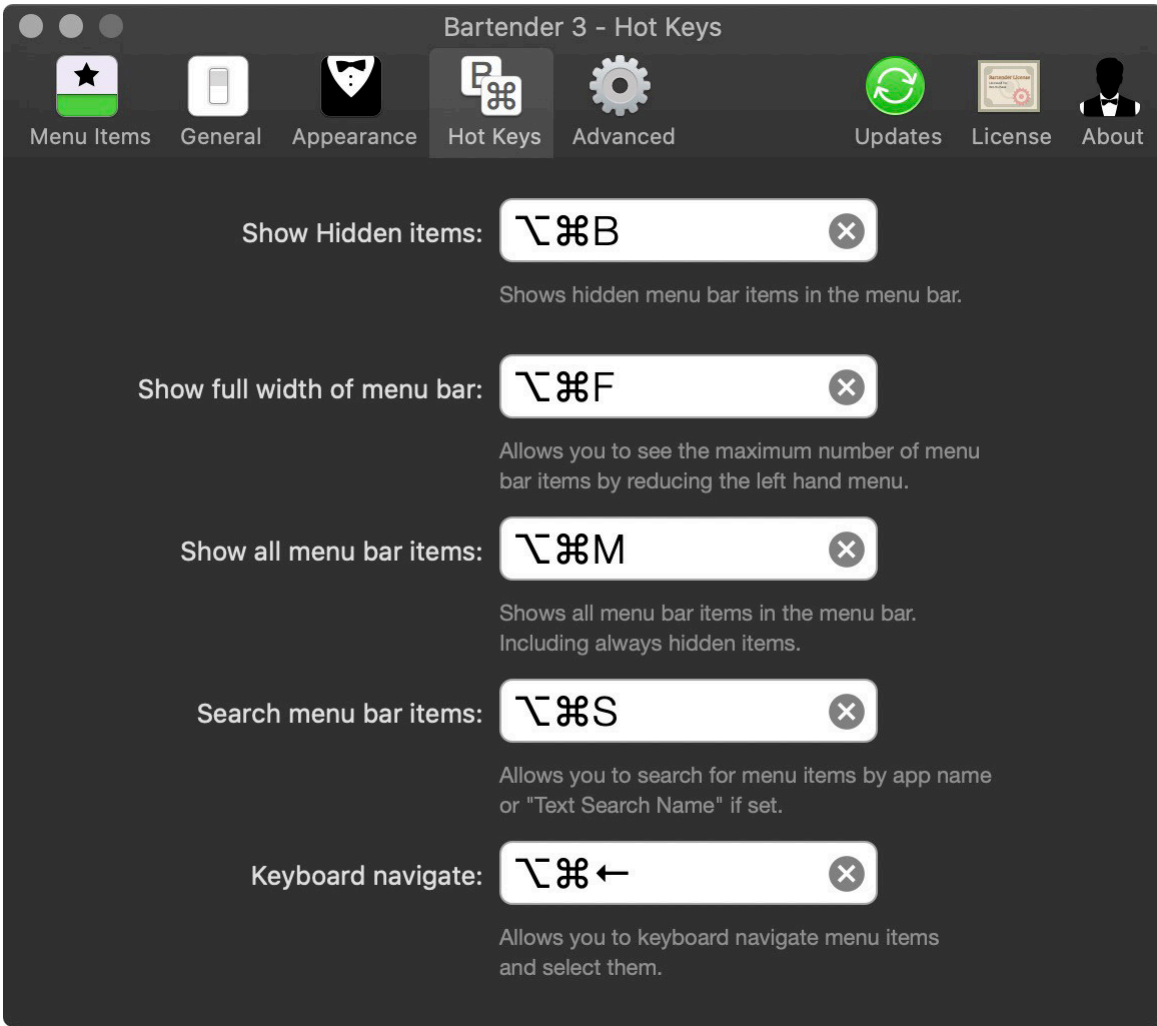 Bartender 3 - Hot Keys
Menu Items General Appearance Hot Keys Advanced Updates License About
Show Hidden items: ⌥⌘B
Shows hidden menu bar items in the menu bar.
Show full width of menu bar: ⌥⌘F
Allows you to see the maximum number of menu
bar items by reducing the left hand menu.
Show all menu bar items: ⌥⌘M
Shows all menu bar items in the menu bar.
Including always hidden items.
Search menu bar items: ⌥⌘S
Allows you to search for menu items by app name
or "Text Search Name" if set.
Keyboard navigate: ⌥⌘←
Allows you to keyboard navigate menu items
and select them.